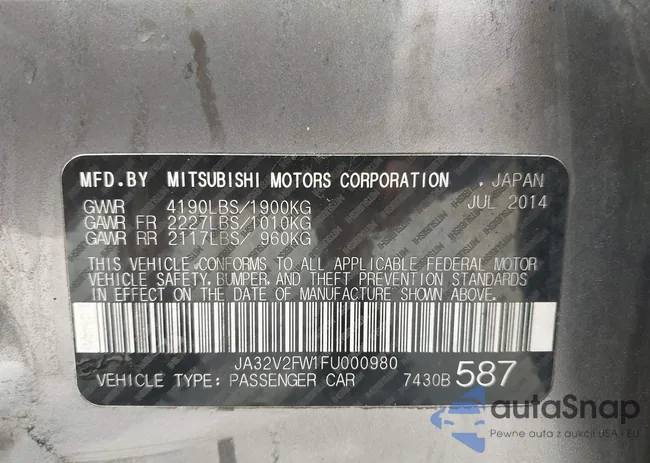 MFD.BY MITSUBISHI MOTORS CORPORATION , JAPAN
JUL 2014
GVWR 4190LBS/1900KG
GAWR FR 2227LBS/1010KG
GAWR RR 2117LBS/ 960KG
THIS VEHICLE CONFORMS TO ALL APPLICABLE FEDERAL MOTOR
VEHICLE SAFETY, BUMPER, AND THEFT PREVENTION STANDARDS
IN EFFECT ON THE DATE OF MANUFACTURE SHOWN ABOVE.
JA32V2FW1FU000980
VEHICLE TYPE: PASSENGER CAR 7430B 587
autaSnap
Pewne auta z aukcji USA i EU